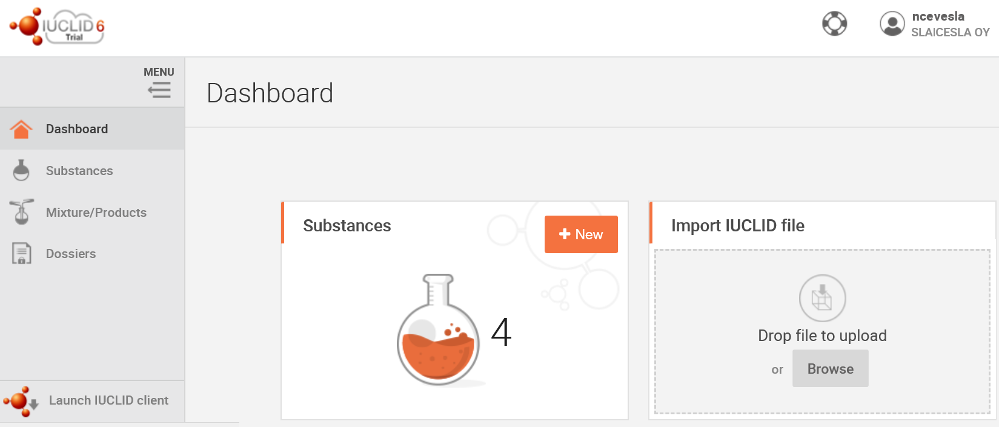 IUCLID 6
Trial
ncevesla
SLAICESLA OY
MENU
Dashboard
Dashboard
Substances
Mixture/Products
Dossiers
Launch IUCLID client
Substances
New
4
Import IUCLID file
Drop file to upload
or Browse